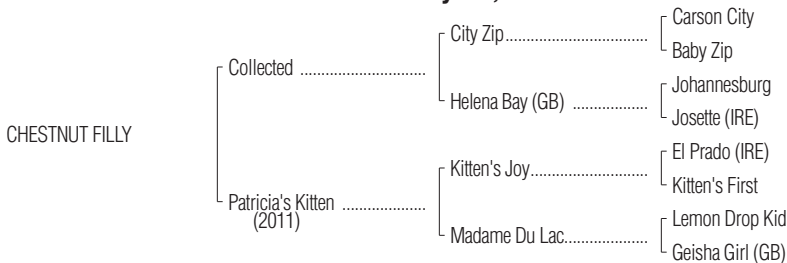 Carson City
City Zip
Baby Zip
Collected
Johannesburg
Helena Bay (GB)
Josette (IRE)
CHESTNUT FILLY
El Prado (IRE)
Kitten's Joy
Kitten's First
Patricia's Kitten
(2011)
Lemon Drop Kid
Madame Du Lac
Geisha Girl (GB)